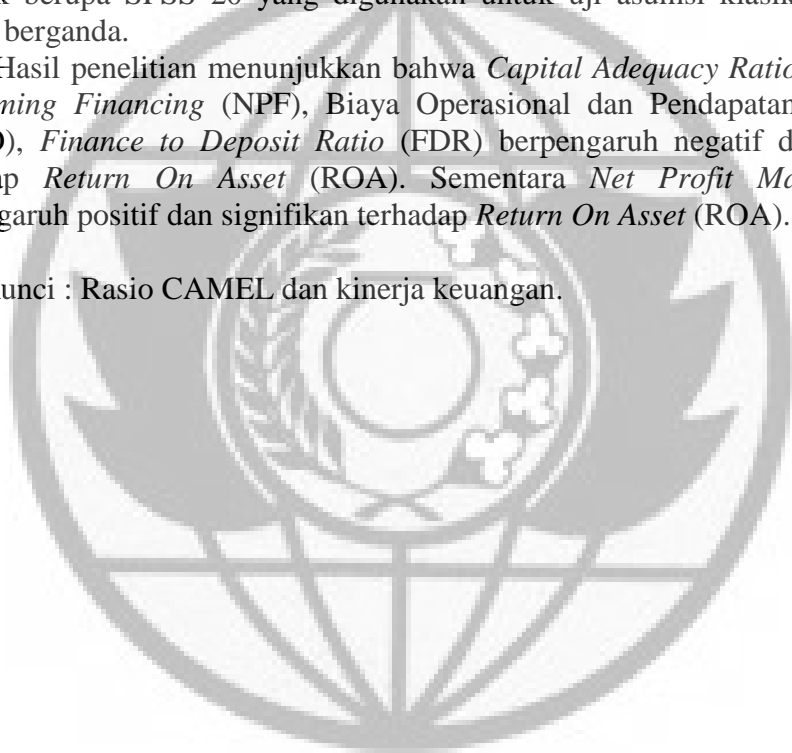 berupa SPSS 20 yang digunakan untuk uji asumsi klasik
berganda.
Hasil penelitian menunjukkan bahwa Capital Adequacy Ratio
ming Financing (NPF), Biaya Operasional dan Pendapatan
), Finance to Deposit Ratio (FDR) berpengaruh negatif d
ap Return On Asset (ROA). Sementara Net Profit Ma
garuh positif dan signifikan terhadap Return On Asset (ROA).
unci : Rasio CAMEL dan kinerja keuangan.